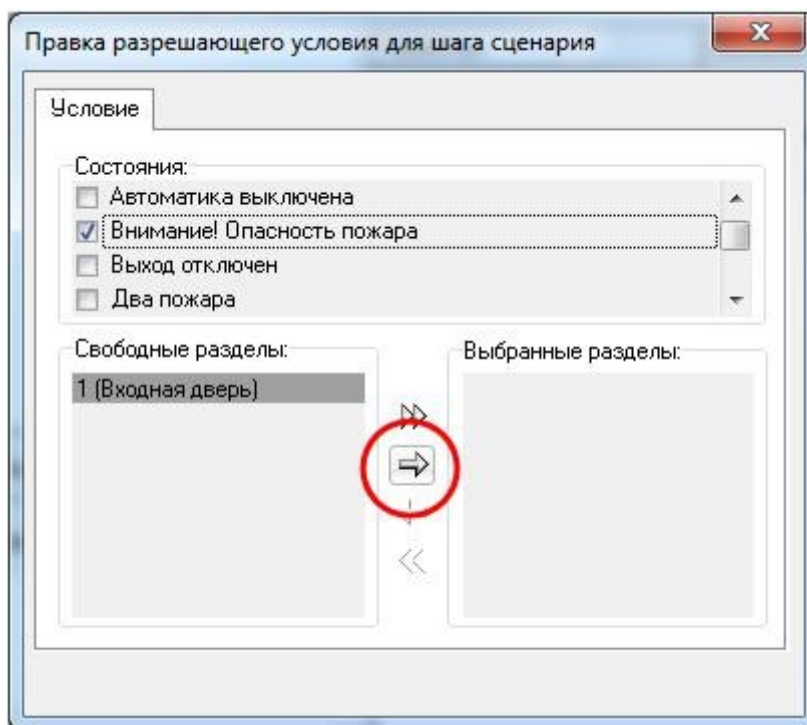 Правка разрешающего условия для шага сценария
Условие
Состояния:
Автоматика выключена
Внимание! Опасность пожара
Выход отключен
Два пожара
Свободные разделы:
Выбранные разделы:
1 (Входная дверь)